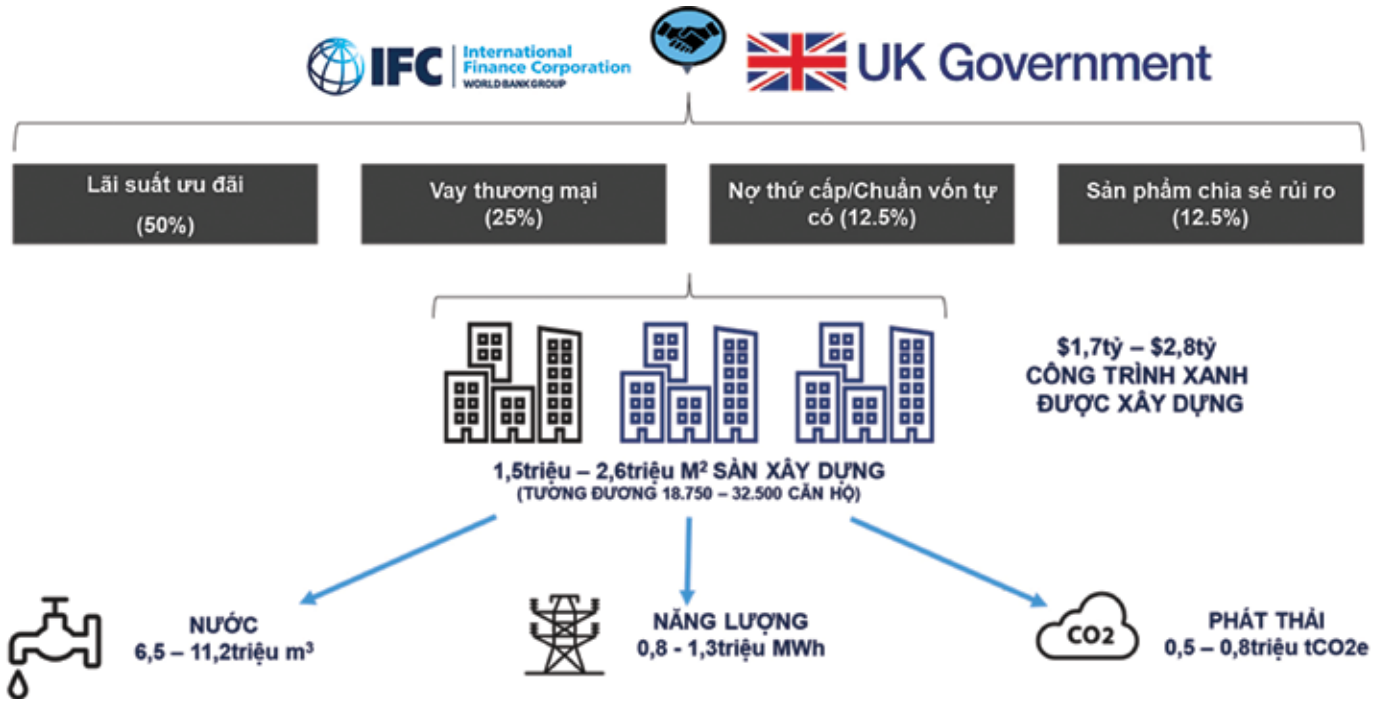 IFC
International
Finance Corporation
WORLD BANK GROUP
UK Government
Lãi suất ưu đãi
(50%)
Vay thương mại
(25%)
Nợ thứ cấp/Chuẩn vốn tự
có (12.5%)
Sản phẩm chia sẻ rủi ro
(12.5%)
$1,7tỷ – $2,8tỷ
CÔNG TRÌNH XANH
ĐƯỢC XÂY DỰNG
1,5triệu – 2,6triệu M² SÀN XÂY DỰNG
(TƯƠNG ĐƯƠNG 18.750 – 32.500 CĂN HỘ)
NƯỚC
6,5 – 11,2triệu m³
NĂNG LƯỢNG
0,8 - 1,3triệu MWh
CO2
PHÁT THẢI
0,5 – 0,8triệu tCO2e